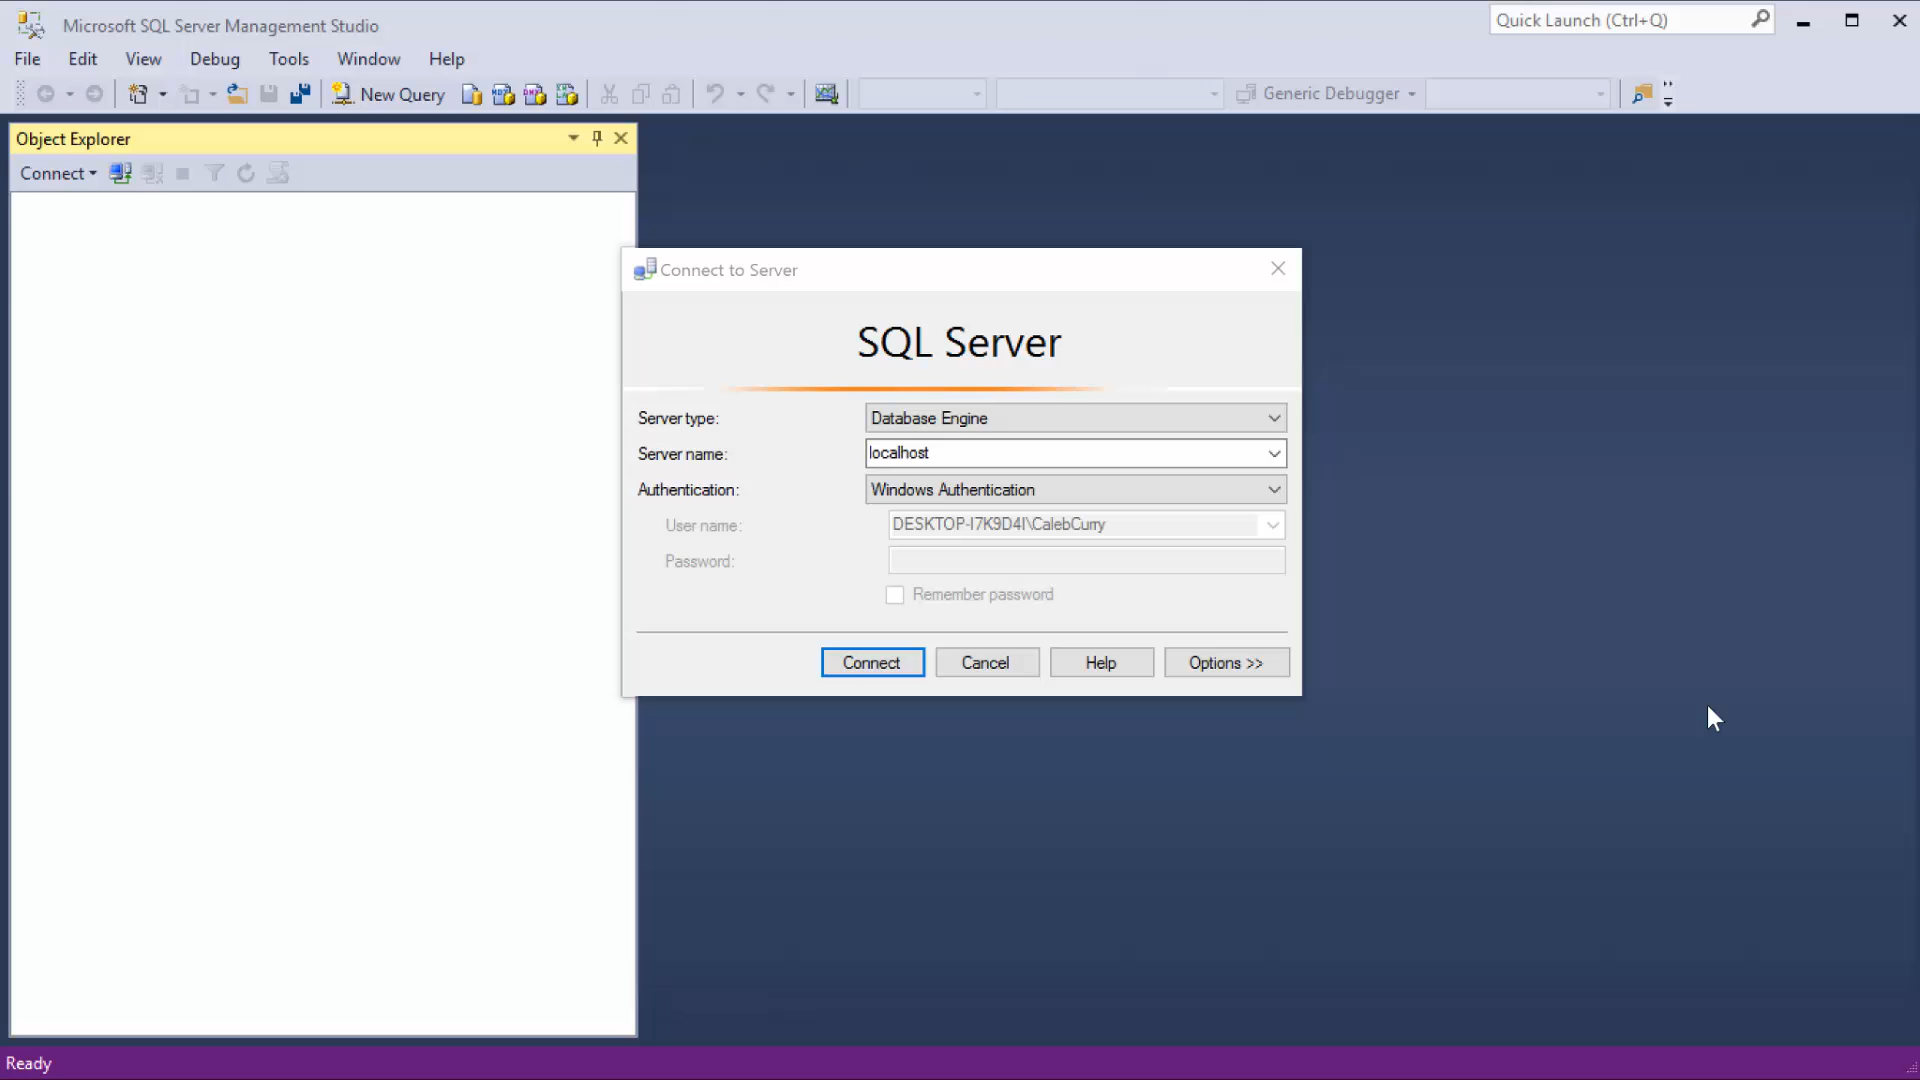 Microsoft SQL Server Management Studio
Quick Launch (Ctrl+Q)
File Edit View Debug Tools Window Help
New Query
Generic Debugger
Object Explorer
Connect
Connect to Server
SQL Server
Server type: Database Engine
Server name: localhost
Authentication: Windows Authentication
User name: DESKTOP-I7K9D4I\CalebCurry
Password:
Remember password
Connect Cancel Help Options >>
Ready